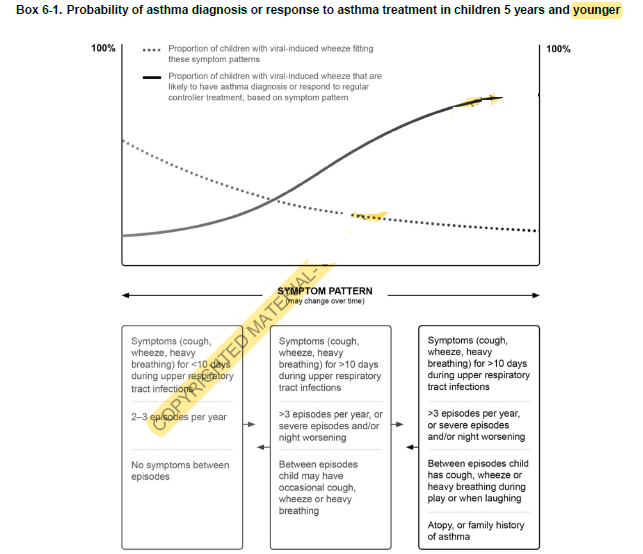 Box 6-1. Probability of asthma diagnosis or response to asthma treatment in children 5 years and younger
100%
Proportion of children with viral-induced wheeze fitting
these symptom patterns
Proportion of children with viral-induced wheeze that are
likely to have asthma diagnosis or respond to regular
controller treatment, based on symptom pattern
100%
SYMPTOM PATTERN
(may change over time)
COPYRIGHTED MATERIAL-
Symptoms (cough,
wheeze, heavy
breathing) for <10 days
during upper respiratory
tract infections
2–3 episodes per year
No symptoms between
episodes
Symptoms (cough,
wheeze, heavy
breathing) for >10 days
during upper respiratory
tract infections
>3 episodes per year, or
severe episodes and/or
night worsening
Between episodes
child may have
occasional cough,
wheeze or heavy
breathing
Symptoms (cough,
wheeze, heavy
breathing) for >10 days
during upper respiratory
tract infections
>3 episodes per year,
or severe episodes
and/or night worsening
Between episodes child
has cough, wheeze or
heavy breathing during
play or when laughing
Atopy, or family history
of asthma